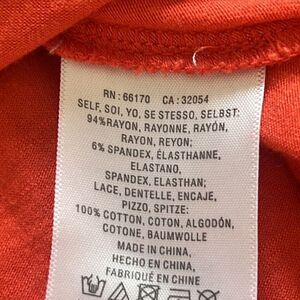 RN: 66170 CA: 32054
SELF, SOI, YO, SE STESSO, SELBST:
94%RAYON, RAYONNE, RAYÓN,
RAYON, REYON;
6% SPANDEX, ÉLASTHANNE,
ELASTANO,
SPANDEX, ELASTHAN;
LACE, DENTELLE, ENCAJE,
PIZZO, SPITZE:
100% COTTON, COTON, ALGODÓN,
COTONE, BAUMWOLLE
MADE IN CHINA,
HECHO EN CHINA,
FABRIQUÉ EN CHINE